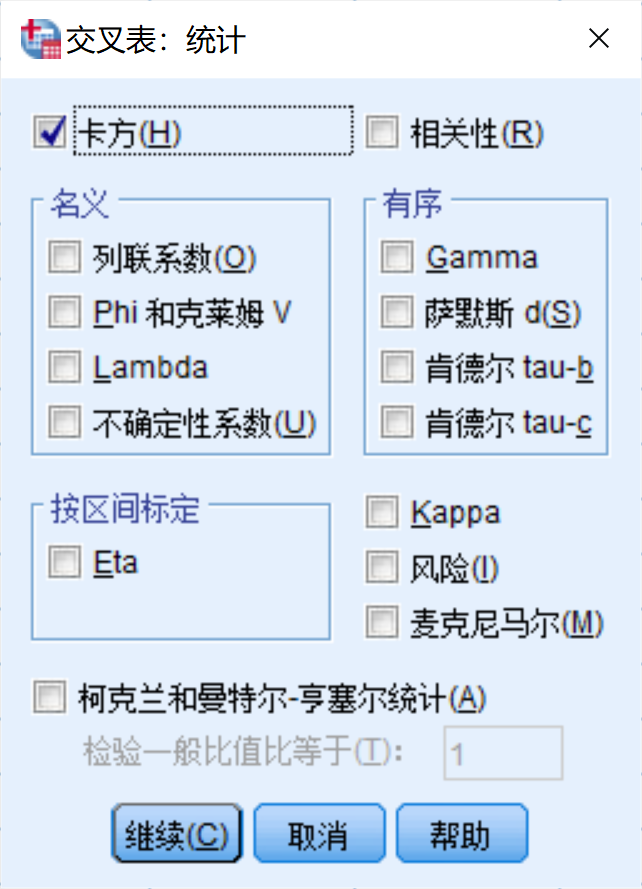 交叉表：统计
卡方(H)
相关性(R)
名义
列联系数(O)
Phi 和克莱姆 V
Lambda
不确定性系数(U)
有序
Gamma
萨默斯 d(S)
肯德尔 tau-b
肯德尔 tau-c
按区间标定
Eta
Kappa
风险(I)
麦克尼马尔(M)
柯克兰和曼特尔-亨塞尔统计(A)
检验一般比值比等于(T)：
1
继续(C)
取消
帮助